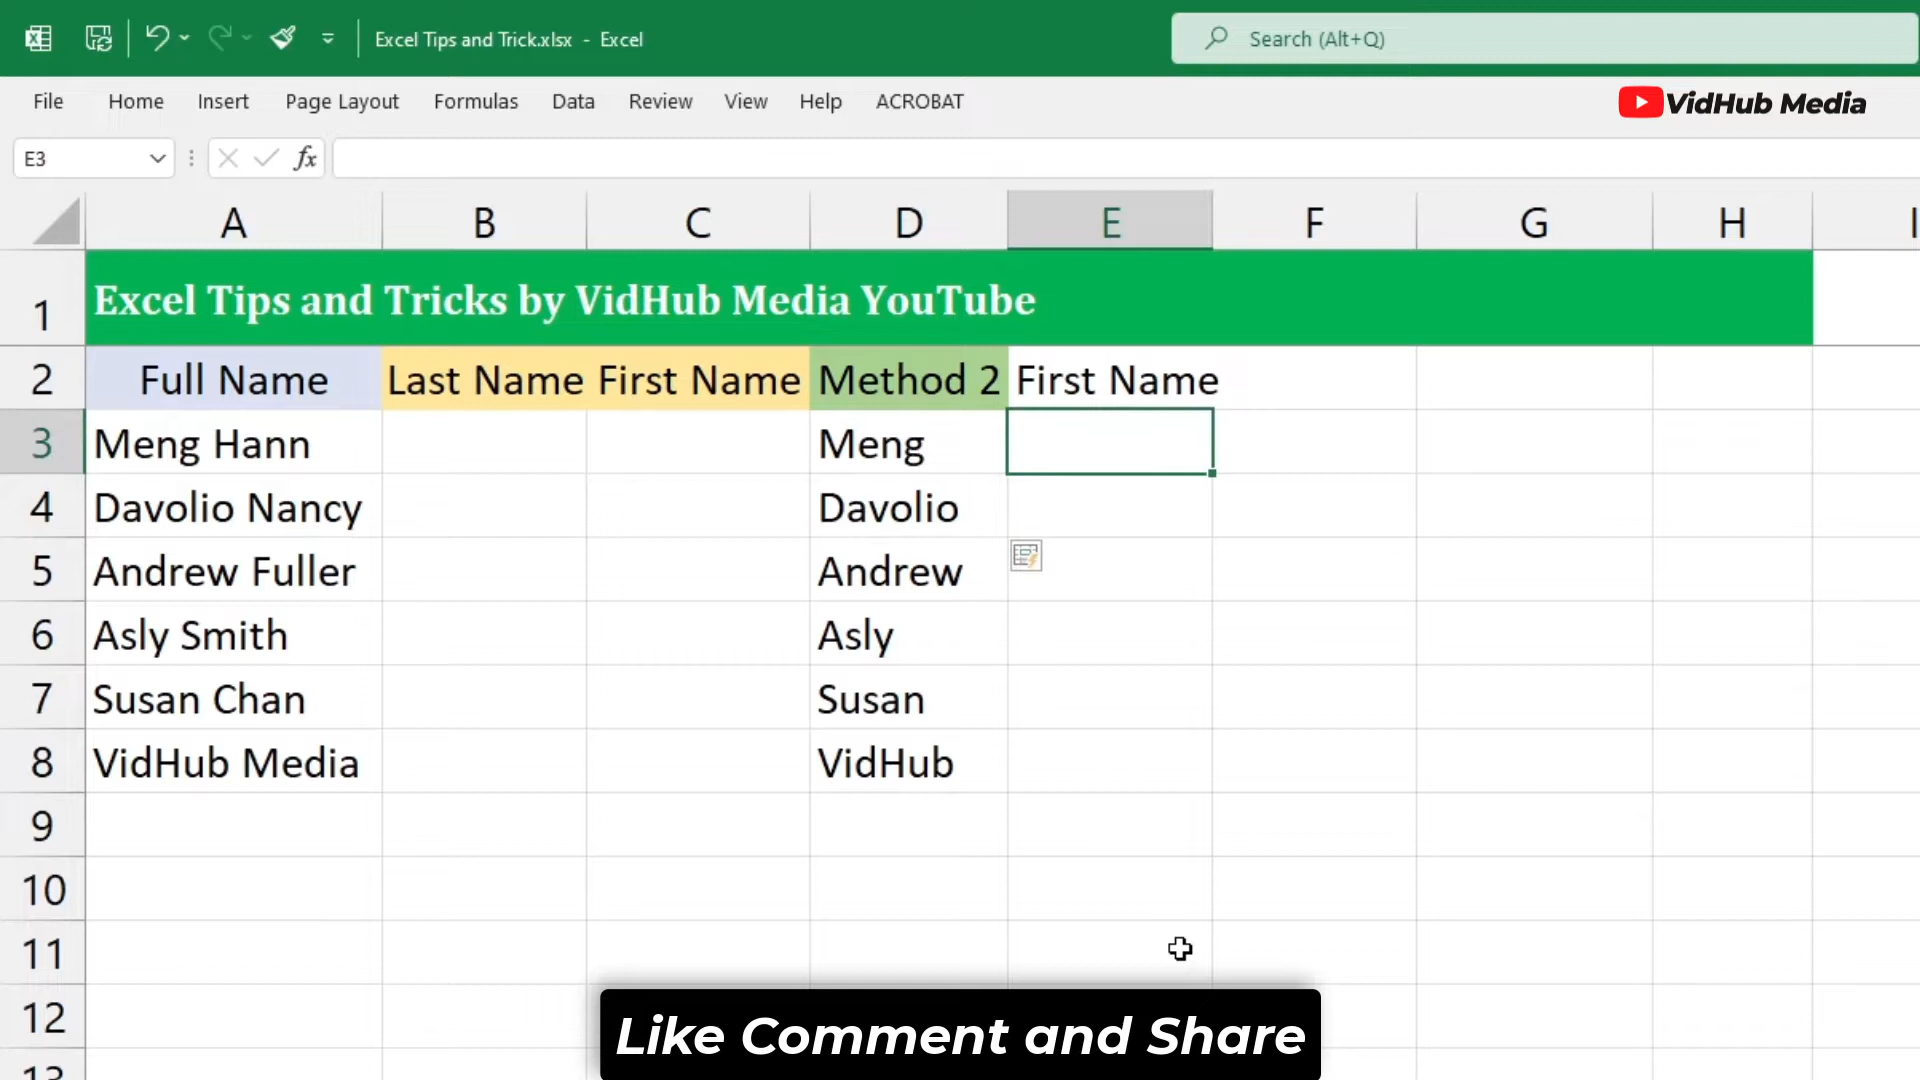 Excel Tips and Trick.xlsx - Excel
Search (Alt+Q)
File Home Insert Page Layout Formulas Data Review View Help ACROBAT
VidHub Media
E3
fx
A B C D E F G H I
1 Excel Tips and Tricks by VidHub Media YouTube
2 Full Name Last Name First Name Method 2 First Name
3 Meng Hann Meng
4 Davolio Nancy Davolio
5 Andrew Fuller Andrew
6 Asly Smith Asly
7 Susan Chan Susan
8 VidHub Media VidHub
9
10
11
12
13
Like Comment and Share